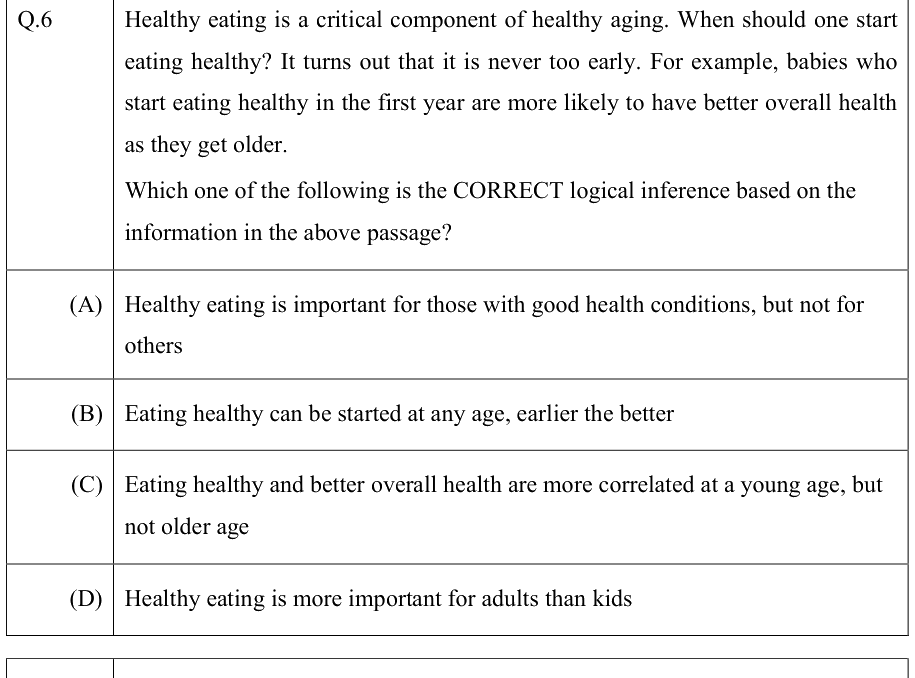 Q.6 Healthy eating is a critical component of healthy aging. When should one start
eating healthy? It turns out that it is never too early. For example, babies who
start eating healthy in the first year are more likely to have better overall health
as they get older.
Which one of the following is the CORRECT logical inference based on the
information in the above passage?
(A) Healthy eating is important for those with good health conditions, but not for
others
(B) Eating healthy can be started at any age, earlier the better
(C) Eating healthy and better overall health are more correlated at a young age, but
not older age
(D) Healthy eating is more important for adults than kids